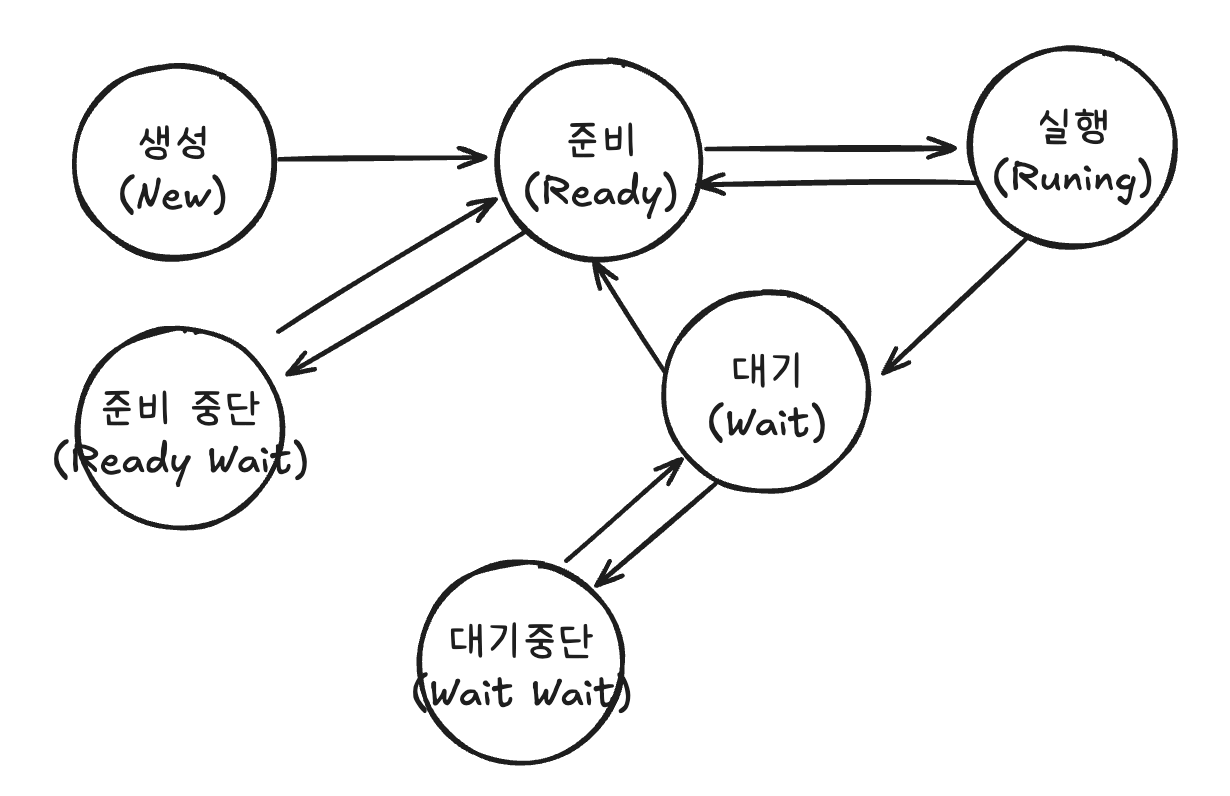 생성
(New)
준비
(Ready)
실행
(Runing)
준비 중단
(Ready Wait)
대기
(Wait)
대기중단
(Wait Wait)